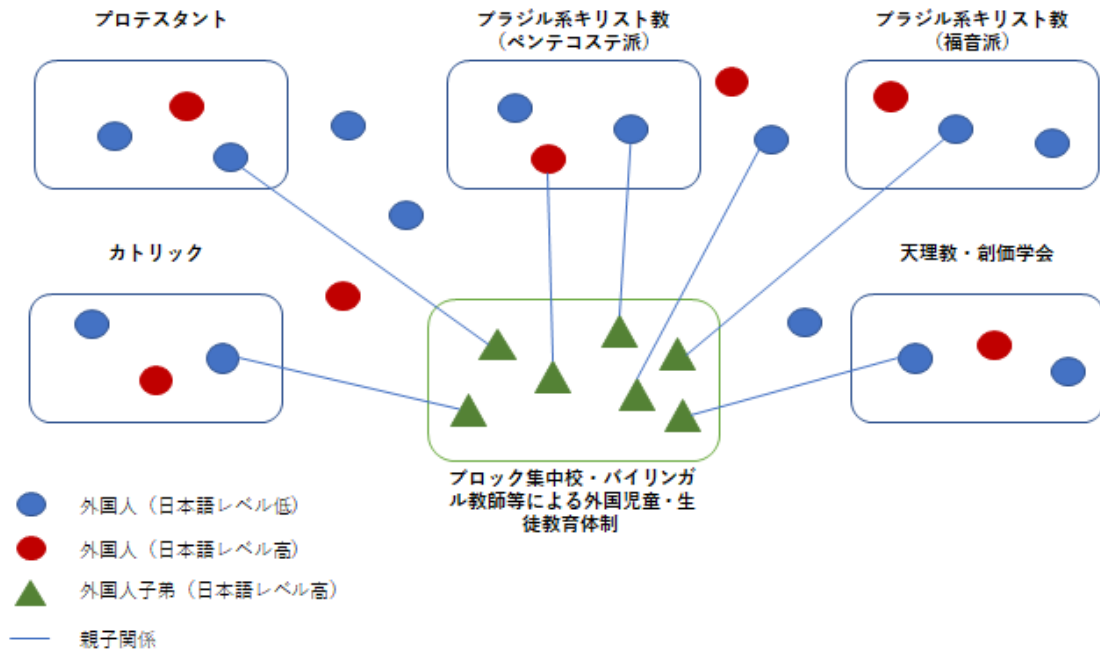 プロテスタント
ブラジル系キリスト教
（ペンテコステ派）
ブラジル系キリスト教
（福音派）
カトリック
天理教・創価学会
ブロック集中校・バイリンガ
ル教師等による外国児童・生
徒教育体制
外国人（日本語レベル低）
外国人（日本語レベル高）
外国人子弟（日本語レベル高）
親子関係